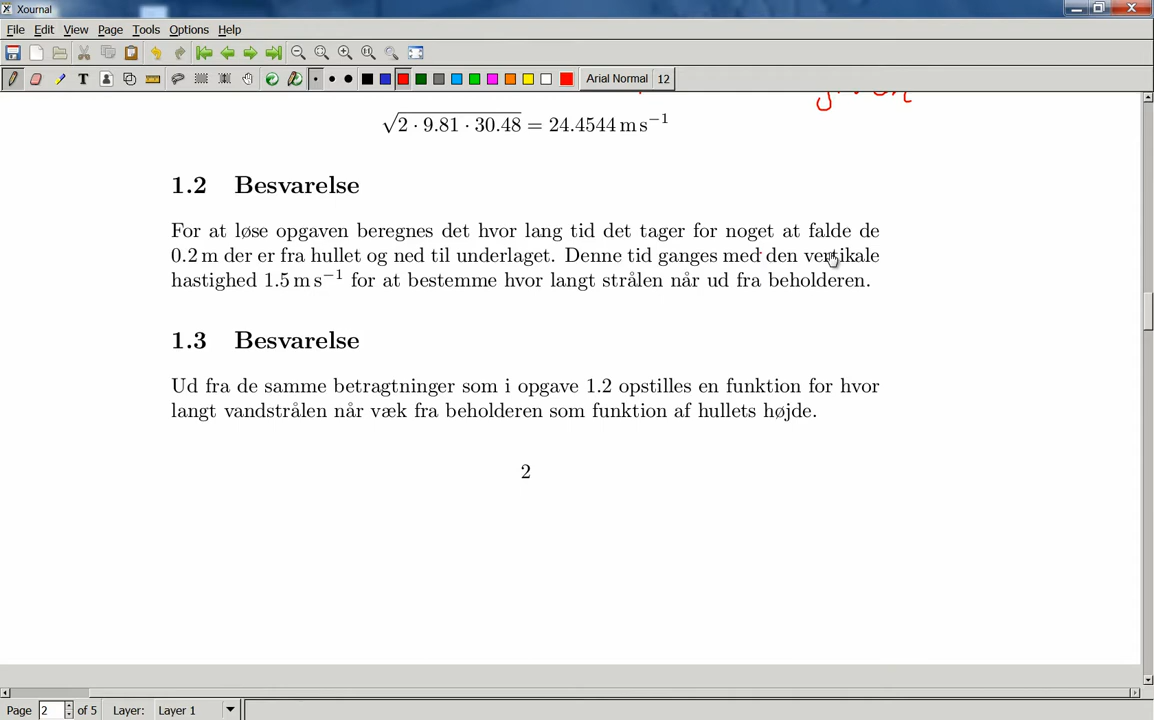 Xournal
File Edit View Page Tools Options Help
Arial Normal 12
√2 · 9.81 · 30.48 = 24.4544 m s⁻¹
1.2 Besvarelse
For at løse opgaven beregnes det hvor lang tid det tager for noget at falde de
0.2 m der er fra hullet og ned til underlaget. Denne tid ganges med den vertikale
hastighed 1.5 m s⁻¹ for at bestemme hvor langt strålen når ud fra beholderen.
1.3 Besvarelse
Ud fra de samme betragtninger som i opgave 1.2 opstilles en funktion for hvor
langt vandstrålen når væk fra beholderen som funktion af hullets højde.
2
Page 2 of 5 Layer: Layer 1